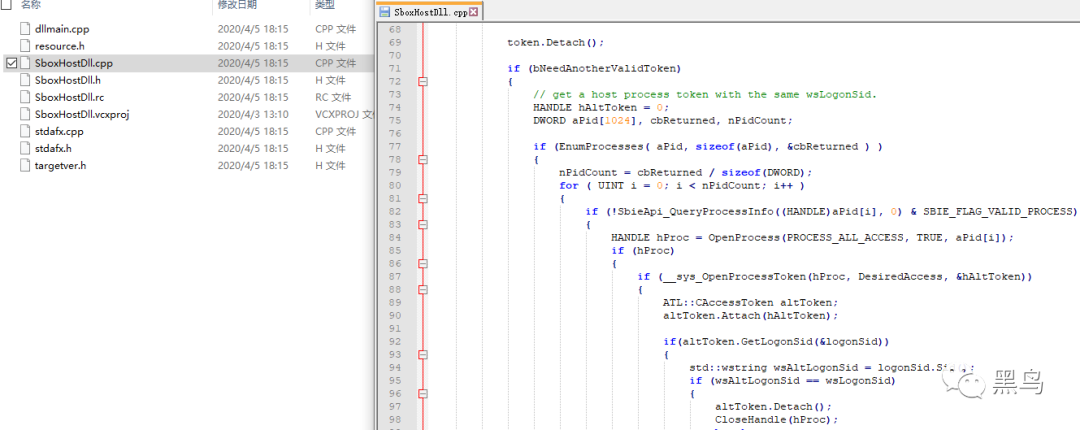 名称 修改日期 类型
dllmain.cpp 2020/4/5 18:15 CPP 文件
resource.h 2020/4/5 18:15 H 文件
SboxHostDll.cpp 2020/4/5 18:15 CPP 文件
SboxHostDll.h 2020/4/5 18:15 H 文件
SboxHostDll.rc 2020/4/5 18:15 RC 文件
SboxHostDll.vcxproj 2020/4/3 13:10 VCXPROJ 文
stdafx.cpp 2020/4/5 18:15 CPP 文件
stdafx.h 2020/4/5 18:15 H 文件
targetver.h 2020/4/5 18:15 H 文件
SboxHostDll.cpp
68
69 token.Detach();
70
71 if (bNeedAnotherValidToken)
72 {
73 // get a host process token with the same wsLogonSid.
74 HANDLE hAltToken = 0;
75 DWORD aPid[1024], cbReturned, nPidCount;
76
77 if (EnumProcesses( aPid, sizeof(aPid), &cbReturned ) )
78 {
79 nPidCount = cbReturned / sizeof(DWORD);
80 for ( UINT i = 0; i < nPidCount; i++ )
81 {
82 if (!SbieApi_QueryProcessInfo((HANDLE)aPid[i], 0) & SBIE_FLAG_VALID_PROCESS)
83 {
84 HANDLE hProc = OpenProcess(PROCESS_ALL_ACCESS, TRUE, aPid[i]);
85 if (hProc)
86 {
87 if (__sys_OpenProcessToken(hProc, DesiredAccess, &hAltToken))
88 {
89 ATL::CAccessToken altToken;
90 altToken.Attach(hAltToken);
91
92 if(altToken.GetLogonSid(&logonSid))
93 {
94 std::wstring wsAltLogonSid =
95 if (wsAltLogonSid == wsLogonSid)
96 {
97 altToken.Detach();
98 CloseHandle(hProc);
黑鸟